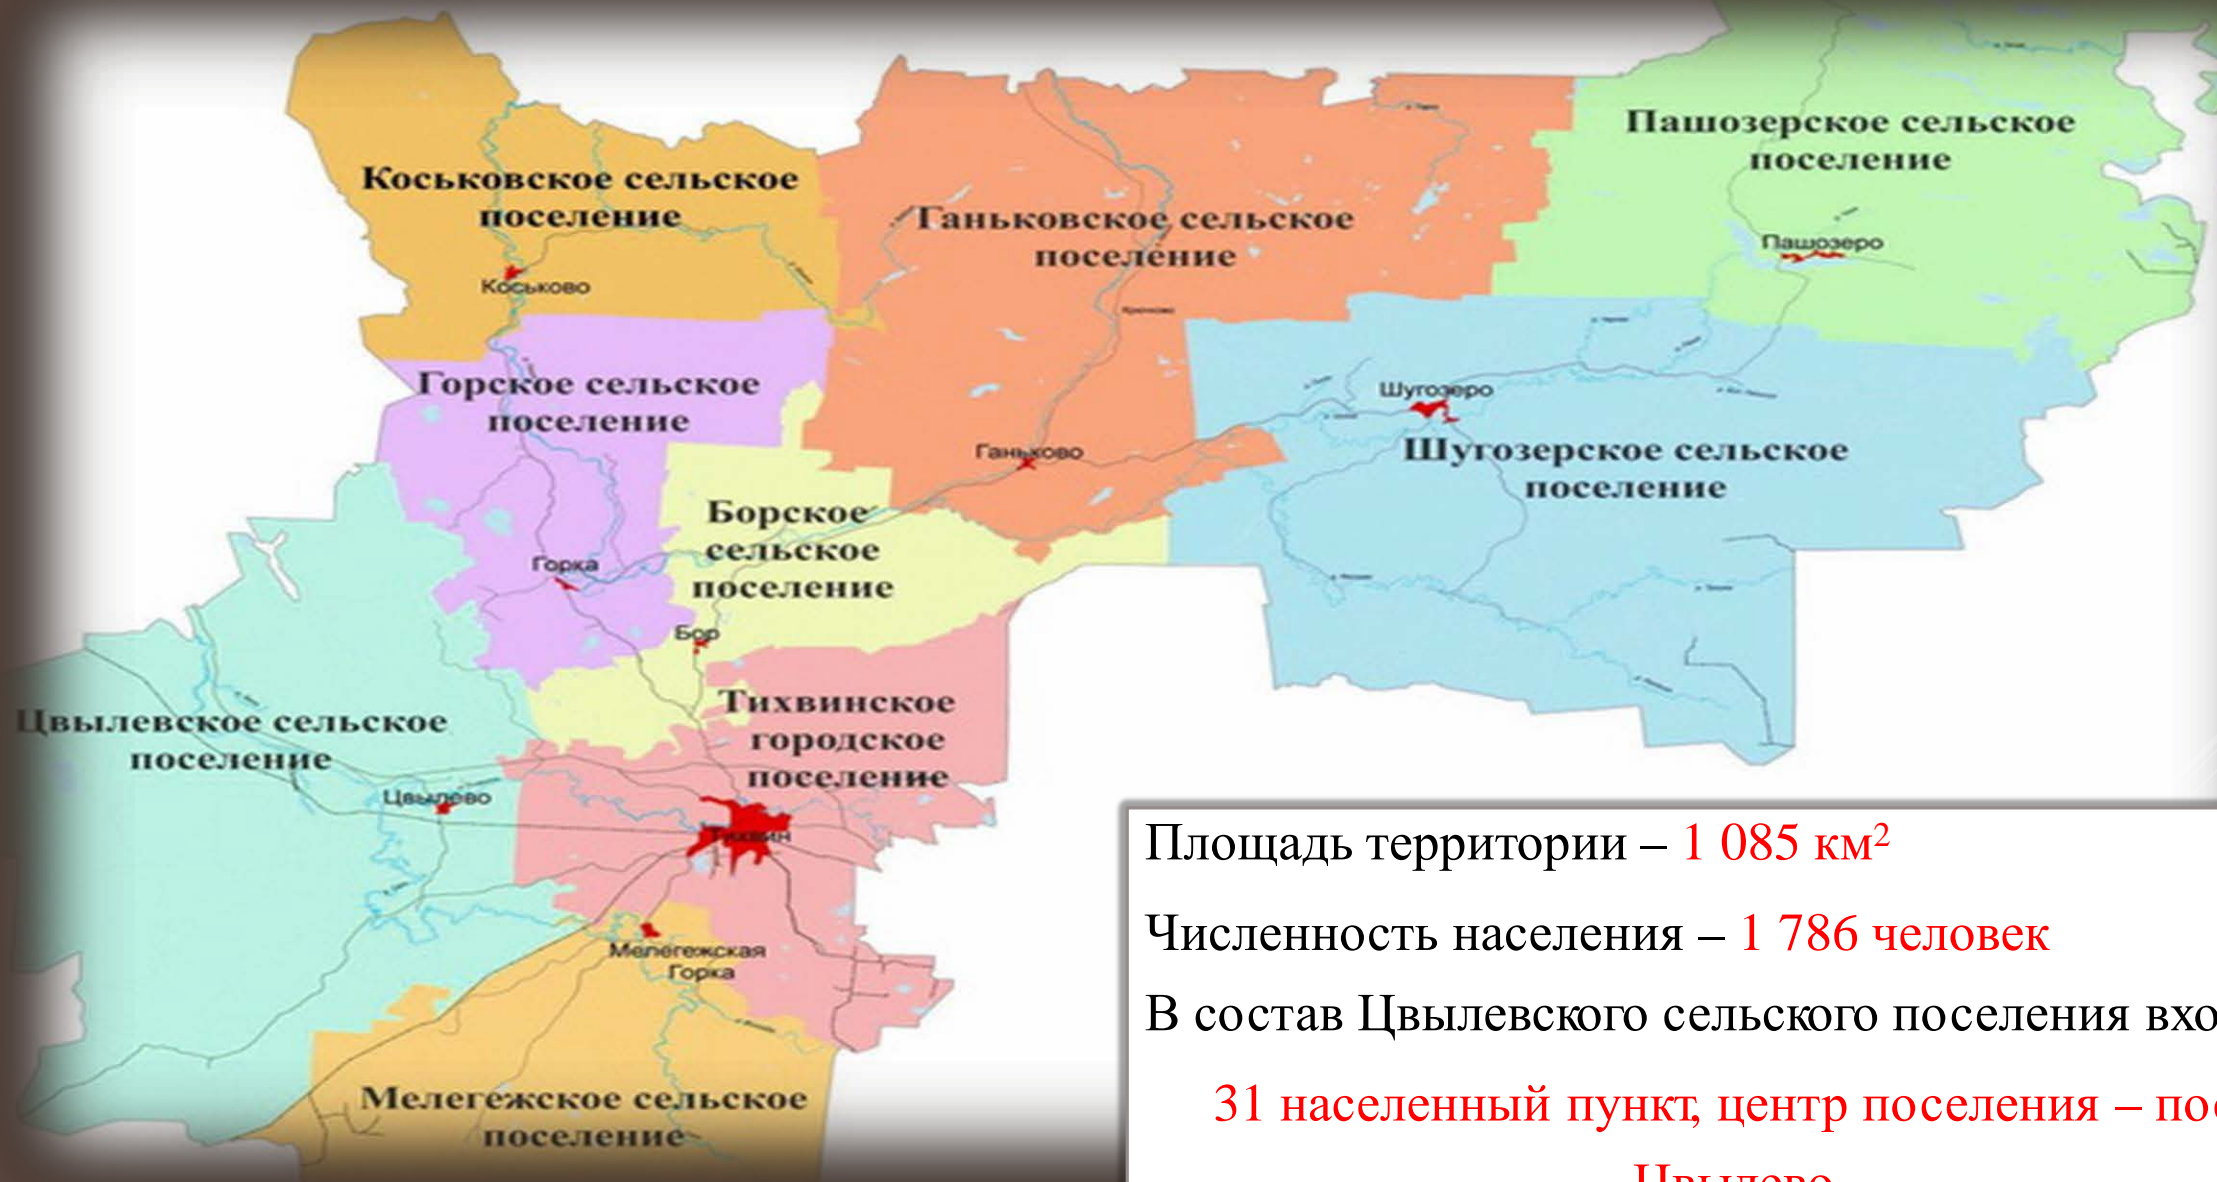 Пашозерское сельское
поселение
Коськовское сельское
поселение
Ганьковское сельское
поселение
Пашозеро
Коськово
Горское сельское
поселение
Шугозеро
Ганьково
Шугозерское сельское
поселение
Борское
сельское
поселение
Горка
Бор
Тихвинское
городское
поселение
Цвылевское сельское
поселение
Цвылево
Тихвин
Мелегежская
Горка
Мелегежское сельское
поселение
Площадь территории – 1 085 км²
Численность населения – 1 786 человек
В состав Цвылевского сельского поселения вхо
31 населенный пункт, центр поселения – пос
Цвылево